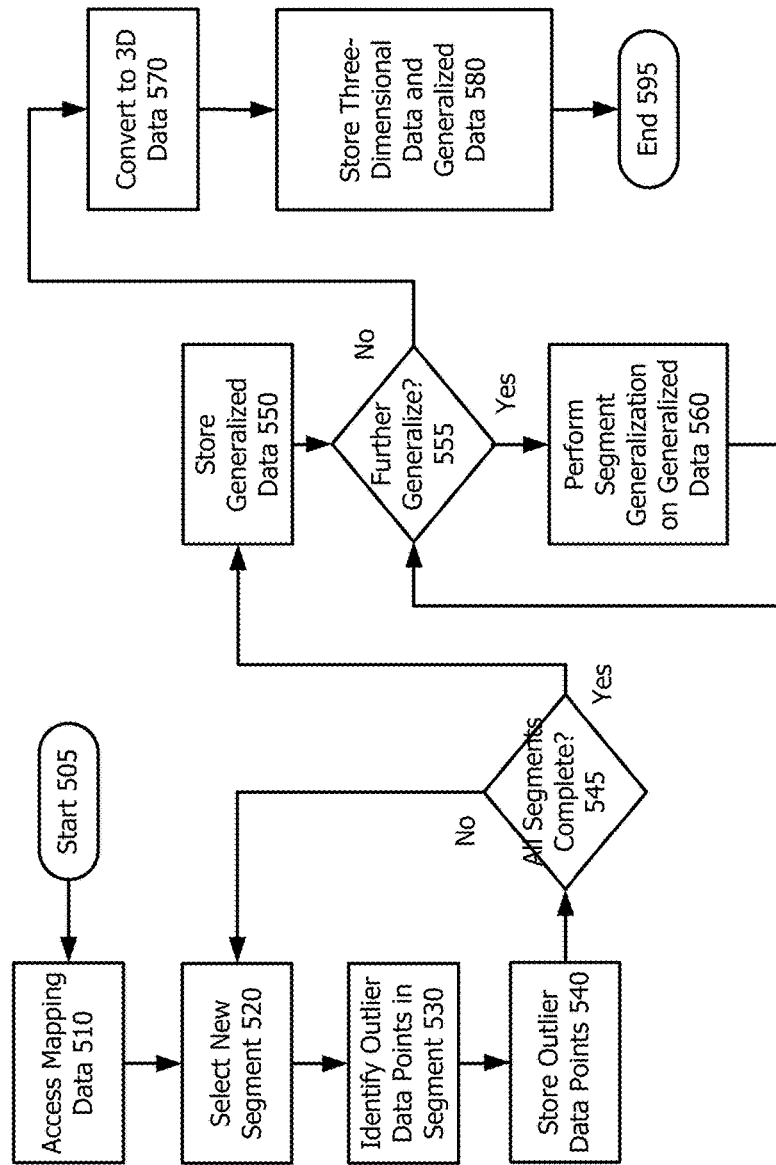 Start 505
Access Mapping
Data 510
Select New
Segment 520
Identify Outlier
Data Points in
Segment 530
Store Outlier
Data Points 540
All Segments
Complete?
545
No
Yes
Store
Generalized
Data 550
Further
Generalize?
555
No
Yes
Perform
Segment
Generalization
on Generalized
Data 560
Convert to 3D
Data 570
Store Three-
Dimensional
Data and
Generalized
Data 580
End 595